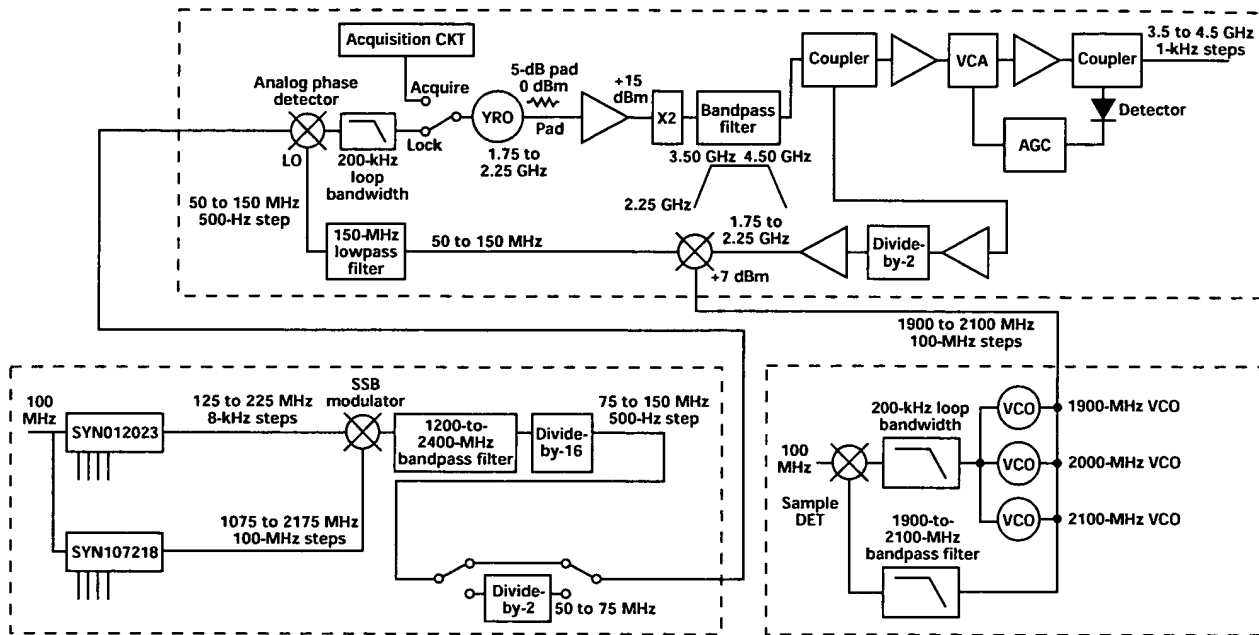 Acquisition CKT
Analog phase
detector
Acquire
Lock
LO
200-kHz
loop
bandwidth
YRO
1.75 to
2.25 GHz
5-dB pad
0 dBm
Pad
+15
dBm
X2
Bandpass
filter
3.50 GHz 4.50 GHz
2.25 GHz
Coupler
VCA
Coupler
3.5 to 4.5 GHz
1-kHz steps
Detector
AGC
50 to 150 MHz
500-Hz step
150-MHz
lowpass
filter
50 to 150 MHz
+7 dBm
1.75 to
2.25 GHz
Divide-
by-2
1900 to 2100 MHz
100-MHz steps
100
MHz
SYN012023
125 to 225 MHz
8-kHz steps
SSB
modulator
1200-to-
2400-MHz
bandpass filter
Divide-
by-16
75 to 150 MHz
500-Hz step
SYN107218
1075 to 2175 MHz
100-MHz steps
Divide-
by-2
50 to 75 MHz
100
MHz
Sample
DET
200-kHz loop
bandwidth
VCO
1900-MHz VCO
VCO
2000-MHz VCO
VCO
2100-MHz VCO
1900-to-
2100-MHz
bandpass filter